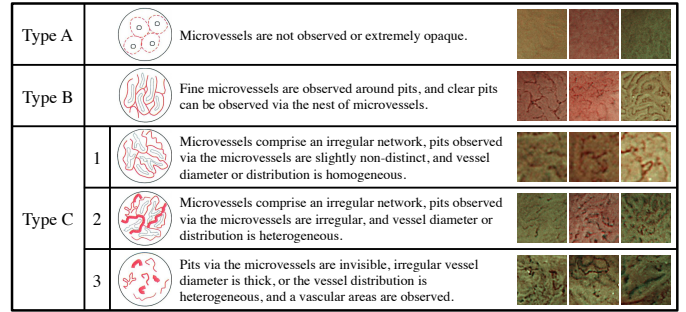 Type A
Microvessels are not observed or extremely opaque.
Type B
Fine microvessels are observed around pits, and clear pits
can be observed via the nest of microvessels.
Type C
1
Microvessels comprise an irregular network, pits observed
via the microvessels are slightly non-distinct, and vessel
diameter or distribution is homogeneous.
2
Microvessels comprise an irregular network, pits observed
via the microvessels are irregular, and vessel diameter or
distribution is heterogeneous.
3
Pits via the microvessels are invisible, irregular vessel
diameter is thick, or the vessel distribution is
heterogeneous, and a vascular areas are observed.